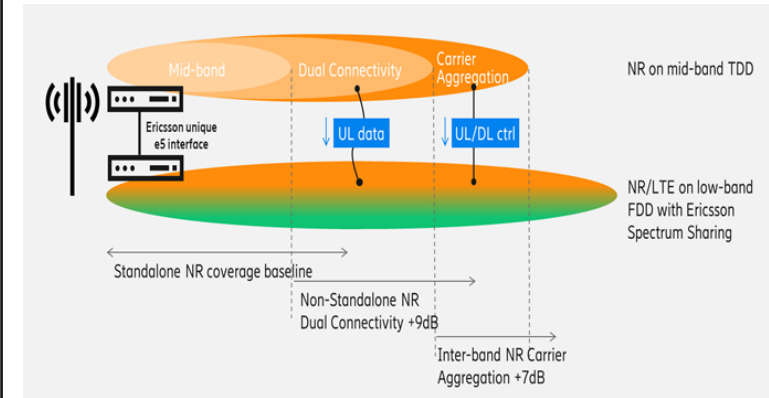 Mid-band
Dual Connectivity
Carrier
Aggregation
NR on mid-band TDD
Ericsson unique
e5 interface
UL data
UL/DL ctrl
NR/LTE on low-band
FDD with Ericsson
Spectrum Sharing
Standalone NR coverage baseline
Non-Standalone NR
Dual Connectivity +9dB
Inter-band NR Carrier
Aggregation +7dB